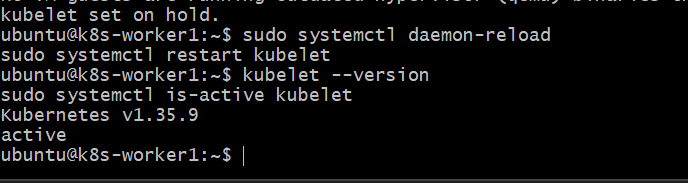 kubelet set on hold.
ubuntu@k8s-worker1:~$ sudo systemctl daemon-reload
sudo systemctl restart kubelet
ubuntu@k8s-worker1:~$ kubelet --version
sudo systemctl is-active kubelet
Kubernetes v1.35.9
active
ubuntu@k8s-worker1:~$